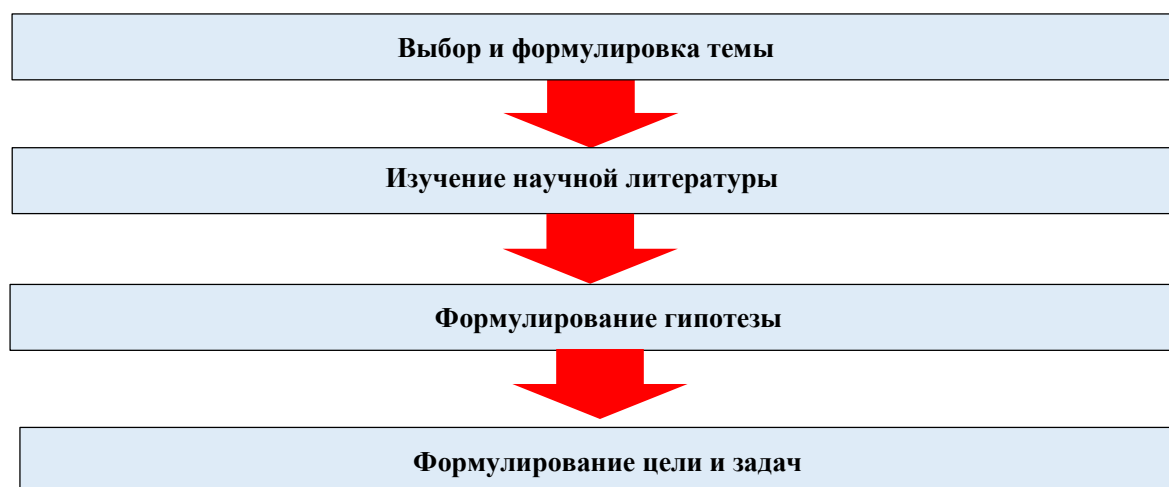 Выбор и формулировка темы
Изучение научной литературы
Формулирование гипотезы
Формулирование цели и задач